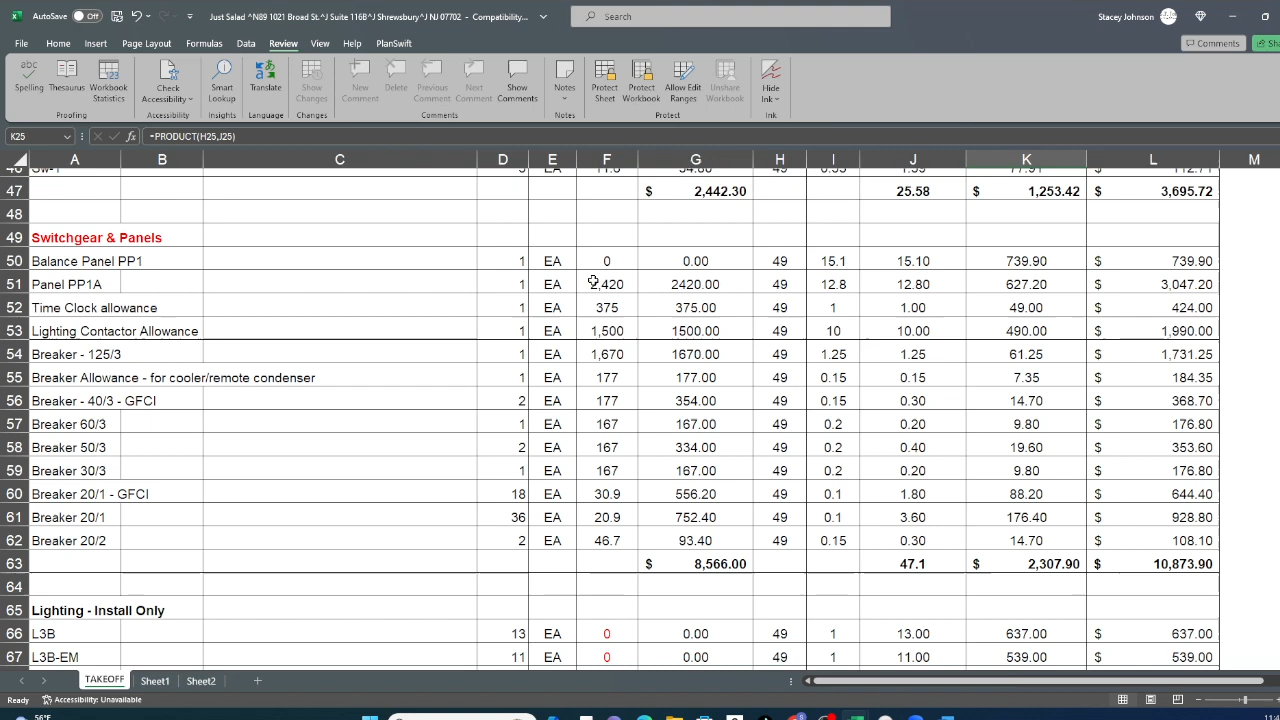 AutoSave Off Just Salad ^N89 1021 Broad St.^J Suite 116B^J Shrewsbury^J NJ 07702 - Compatibility... Search Stacey Johnson
File Home Insert Page Layout Formulas Data Review View Help PlanSwift Comments
Spelling Thesaurus Workbook Statistics Check Accessibility Smart Lookup Translate Show Changes New Comment Delete Previous Comment Next Comment Show Comments Notes Protect Sheet Protect Workbook Allow Edit Ranges Unshare Workbook Hide Ink
Proofing Accessibility Insights Language Changes Comments Notes Protect Ink
K25 fx =PRODUCT(H25,J25)
A B C D E F G H I J K L M
47 $ 2,442.30 25.58 $ 1,253.42 $ 3,695.72
48
49 Switchgear & Panels
50 Balance Panel PP1 1 EA 0 0.00 49 15.1 15.10 739.90 $ 739.90
51 Panel PP1A 1 EA 2,420 2420.00 49 12.8 12.80 627.20 $ 3,047.20
52 Time Clock allowance 1 EA 375 375.00 49 1 1.00 49.00 $ 424.00
53 Lighting Contactor Allowance 1 EA 1,500 1500.00 49 10 10.00 490.00 $ 1,990.00
54 Breaker - 125/3 1 EA 1,670 1670.00 49 1.25 1.25 61.25 $ 1,731.25
55 Breaker Allowance - for cooler/remote condenser 1 EA 177 177.00 49 0.15 0.15 7.35 $ 184.35
56 Breaker - 40/3 - GFCI 2 EA 177 354.00 49 0.15 0.30 14.70 $ 368.70
57 Breaker 60/3 1 EA 167 167.00 49 0.2 0.20 9.80 $ 176.80
58 Breaker 50/3 2 EA 167 334.00 49 0.2 0.40 19.60 $ 353.60
59 Breaker 30/3 1 EA 167 167.00 49 0.2 0.20 9.80 $ 176.80
60 Breaker 20/1 - GFCI 18 EA 30.9 556.20 49 0.1 1.80 88.20 $ 644.40
61 Breaker 20/1 36 EA 20.9 752.40 49 0.1 3.60 176.40 $ 928.80
62 Breaker 20/2 2 EA 46.7 93.40 49 0.15 0.30 14.70 $ 108.10
63 $ 8,566.00 47.1 $ 2,307.90 $ 10,873.90
64
65 Lighting - Install Only
66 L3B 13 EA 0 0.00 49 1 13.00 637.00 $ 637.00
67 L3B-EM 11 EA 0 0.00 49 1 11.00 539.00 $ 539.00
TAKEOFF Sheet1 Sheet2
Ready Accessibility: Unavailable
56°F